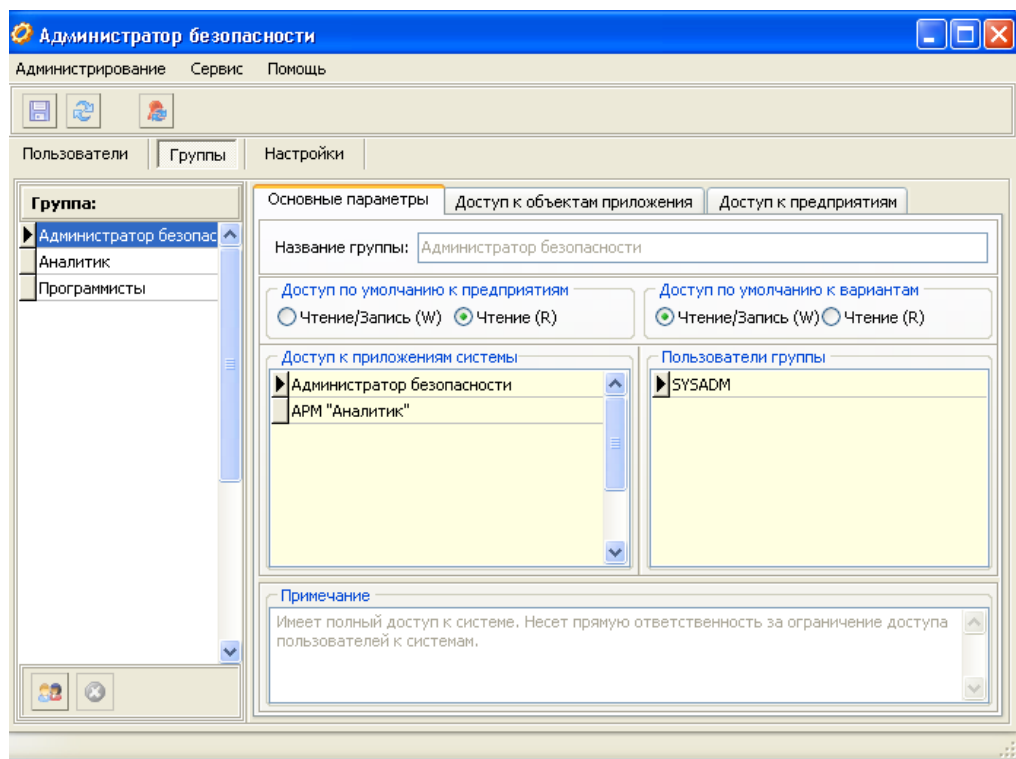 Администратор безопасности
Администрирование Сервис Помощь
Пользователи Группы Настройки
Группа:
Администратор безопас
Аналитик
Программисты
Основные параметры Доступ к объектам приложения Доступ к предприятиям
Название группы: Администратор безопасности
Доступ по умолчанию к предприятиям
Чтение/Запись (W) Чтение (R)
Доступ по умолчанию к вариантам
Чтение/Запись (W) Чтение (R)
Доступ к приложениям системы
Администратор безопасности
АРМ "Аналитик"
Пользователи группы
SYSADM
Примечание
Имеет полный доступ к системе. Несет прямую ответственность за ограничение доступа
пользователей к системам.